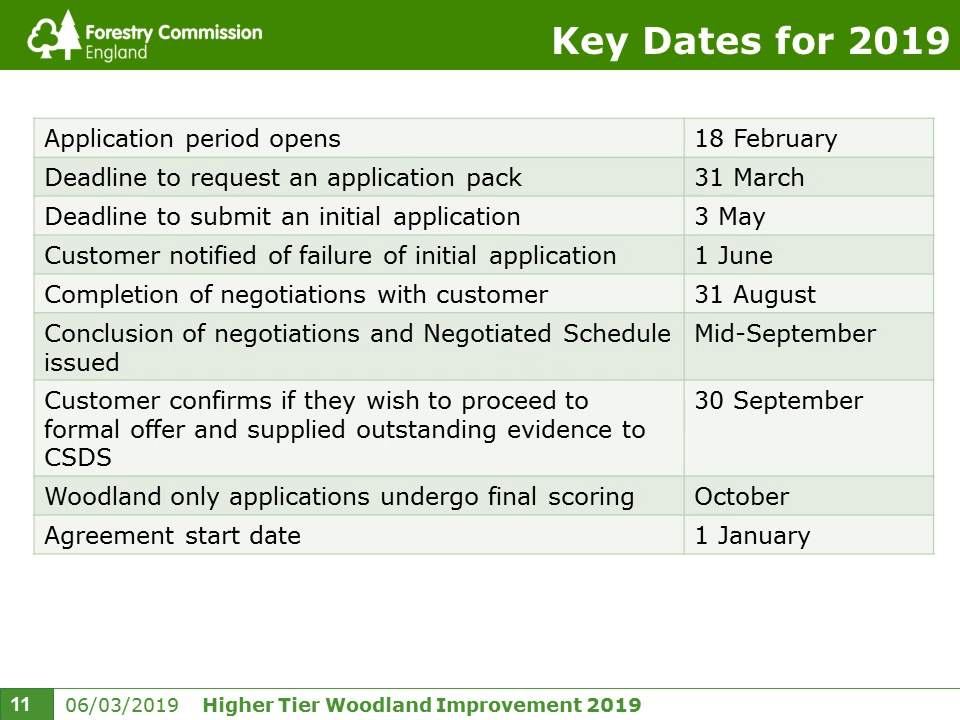 Forestry Commission
England
Key Dates for 2019
Application period opens 18 February
Deadline to request an application pack 31 March
Deadline to submit an initial application 3 May
Customer notified of failure of initial application 1 June
Completion of negotiations with customer 31 August
Conclusion of negotiations and Negotiated Schedule Mid-September
issued
Customer confirms if they wish to proceed to 30 September
formal offer and supplied outstanding evidence to
CSDS
Woodland only applications undergo final scoring October
Agreement start date 1 January
11 06/03/2019 Higher Tier Woodland Improvement 2019